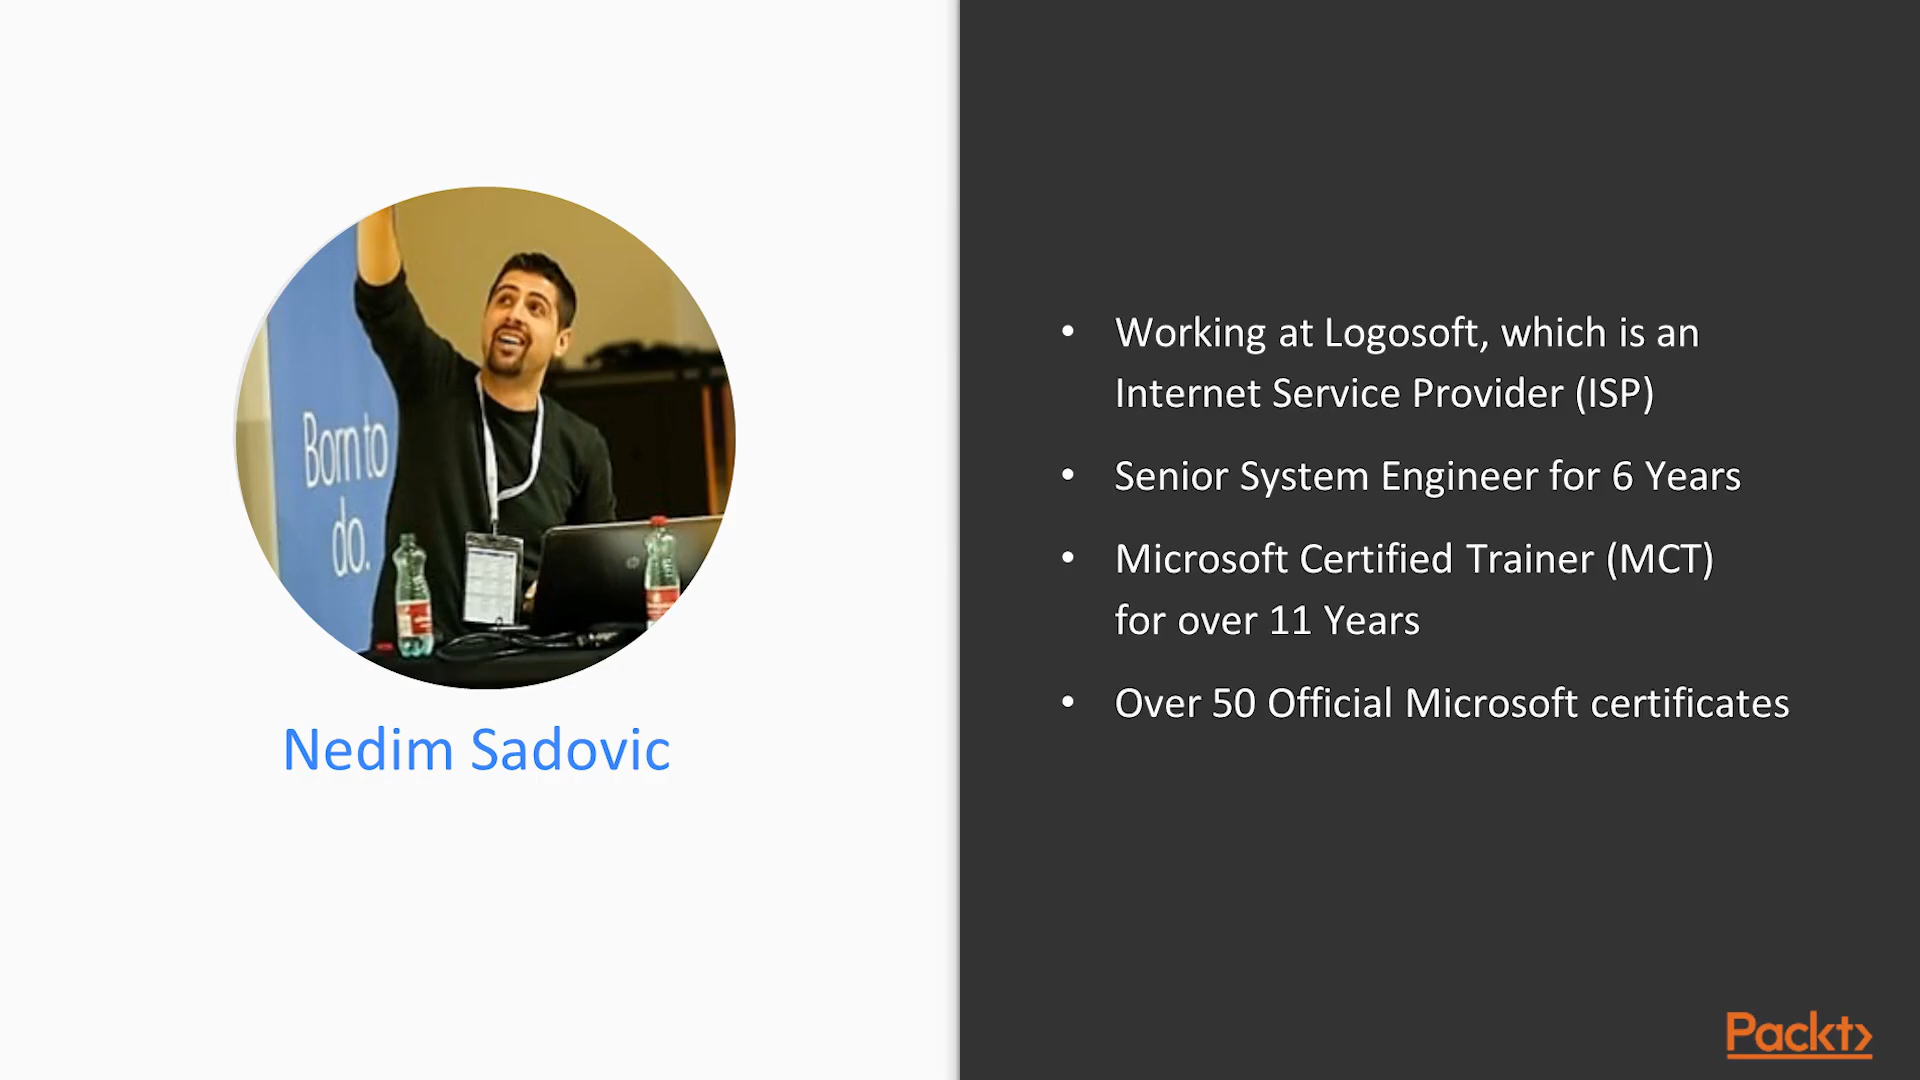 Born to
do.
Nedim Sadovic
• Working at Logosoft, which is an
Internet Service Provider (ISP)
• Senior System Engineer for 6 Years
• Microsoft Certified Trainer (MCT)
for over 11 Years
• Over 50 Official Microsoft certificates
Packt>